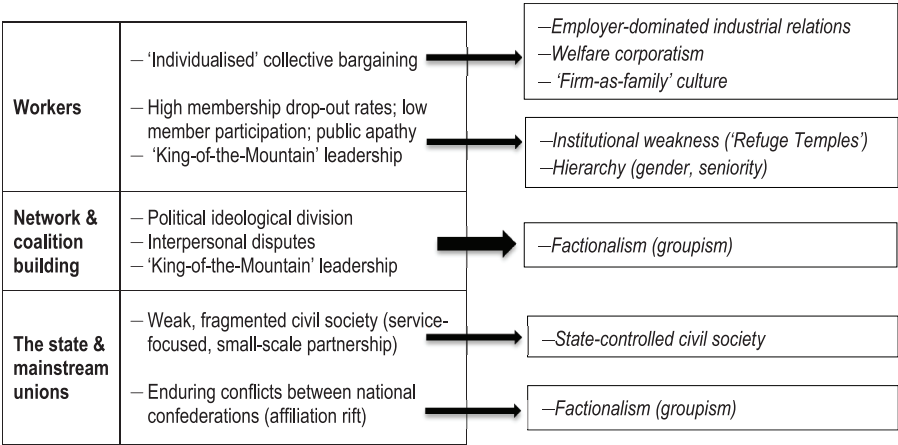 Workers
– ‘Individualised’ collective bargaining
– High membership drop-out rates; low
member participation; public apathy
– ‘King-of-the-Mountain’ leadership
–Employer-dominated industrial relations
–Welfare corporatism
– ‘Firm-as-family’ culture
–Institutional weakness (‘Refuge Temples’)
–Hierarchy (gender, seniority)
Network &
coalition
building
– Political ideological division
– Interpersonal disputes
– ‘King-of-the-Mountain’ leadership
–Factionalism (groupism)
The state &
mainstream
unions
– Weak, fragmented civil society (service-
focused, small-scale partnership)
– Enduring conflicts between national
confederations (affiliation rift)
–State-controlled civil society
–Factionalism (groupism)